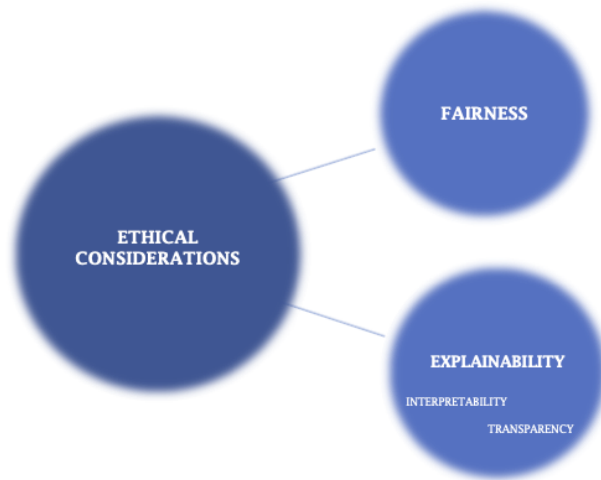 FAIRNESS
ETHICAL
CONSIDERATIONS
EXPLAINABILITY
INTERPRETABILITY
TRANSPARENCY